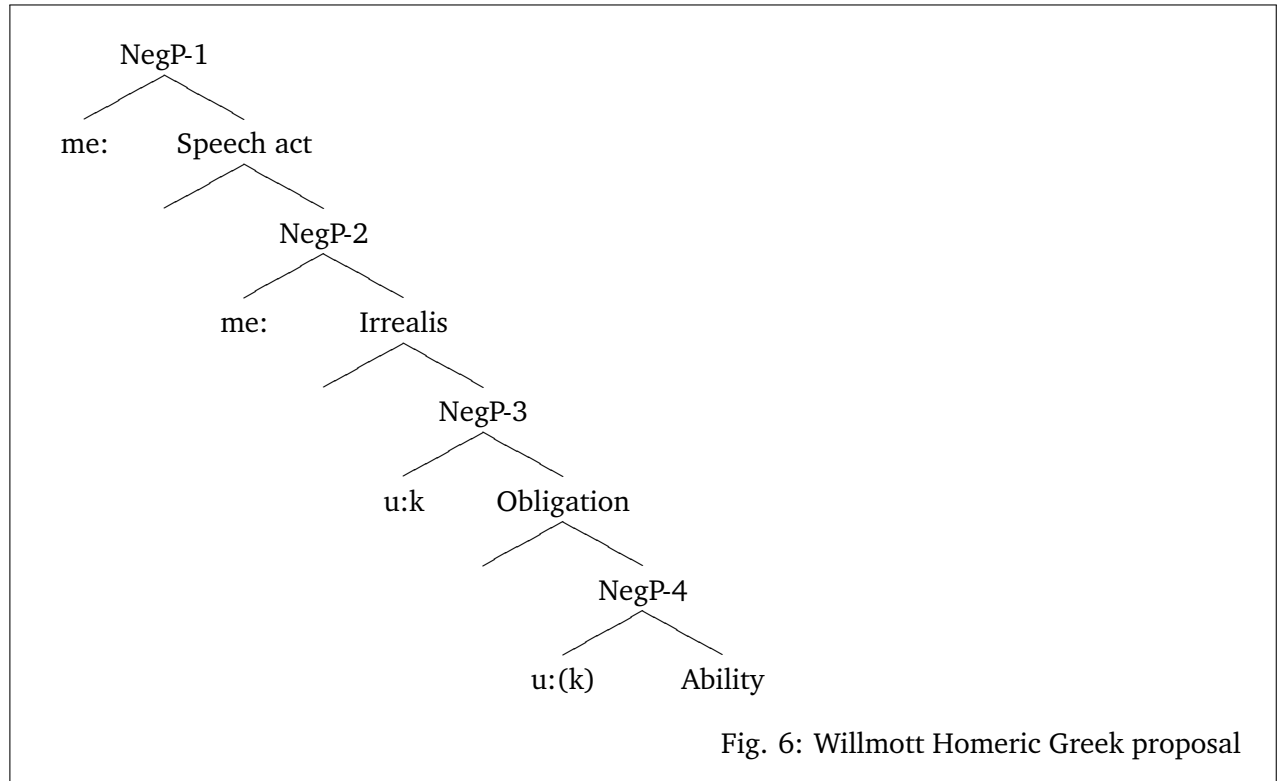 NegP-1
me: Speech act
NegP-2
me: Irrealis
NegP-3
u:k Obligation
NegP-4
u:(k) Ability
Fig. 6: Willmott Homeric Greek proposal